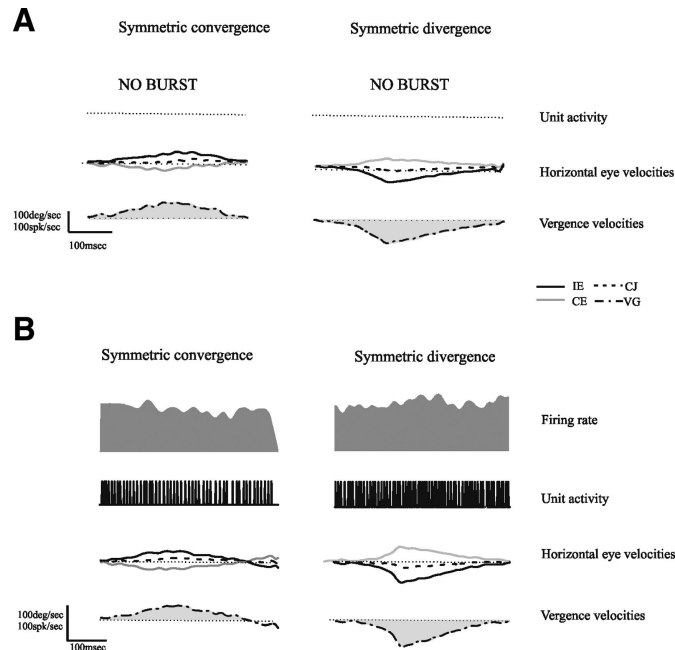 A
Symmetric convergence Symmetric divergence
NO BURST NO BURST
Unit activity
Horizontal eye velocities
100deg/sec
100spk/sec
100msec
Vergence velocities
IE CJ
CE VG
B
Symmetric convergence Symmetric divergence
Firing rate
Unit activity
Horizontal eye velocities
100deg/sec
100spk/sec
100msec
Vergence velocities